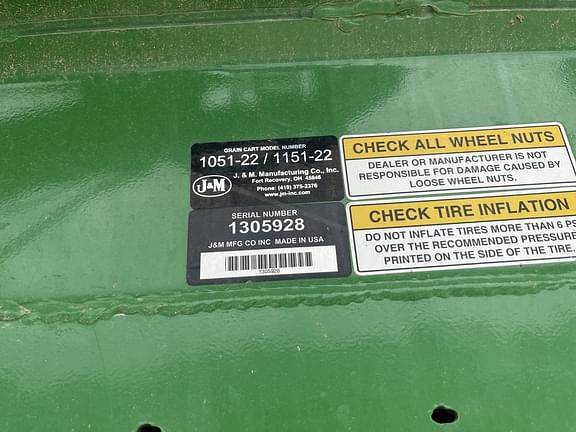 GRAIN CART MODEL NUMBER
1051-22 / 1151-22
J. & M. Manufacturing Co., Inc.
Fort Recovery, OH 45846
Phone: (419) 375-2376
www.jm-inc.com
J&M
SERIAL NUMBER
1305928
J&M MFG CO INC MADE IN USA
1305928
CHECK ALL WHEEL NUTS
DEALER OR MANUFACTURER IS NOT
RESPONSIBLE FOR DAMAGE CAUSED BY
LOOSE WHEEL NUTS.
CHECK TIRE INFLATION
DO NOT INFLATE TIRES MORE THAN 6 PS
OVER THE RECOMMENDED PRESSURE
PRINTED ON THE SIDE OF THE TIRE.